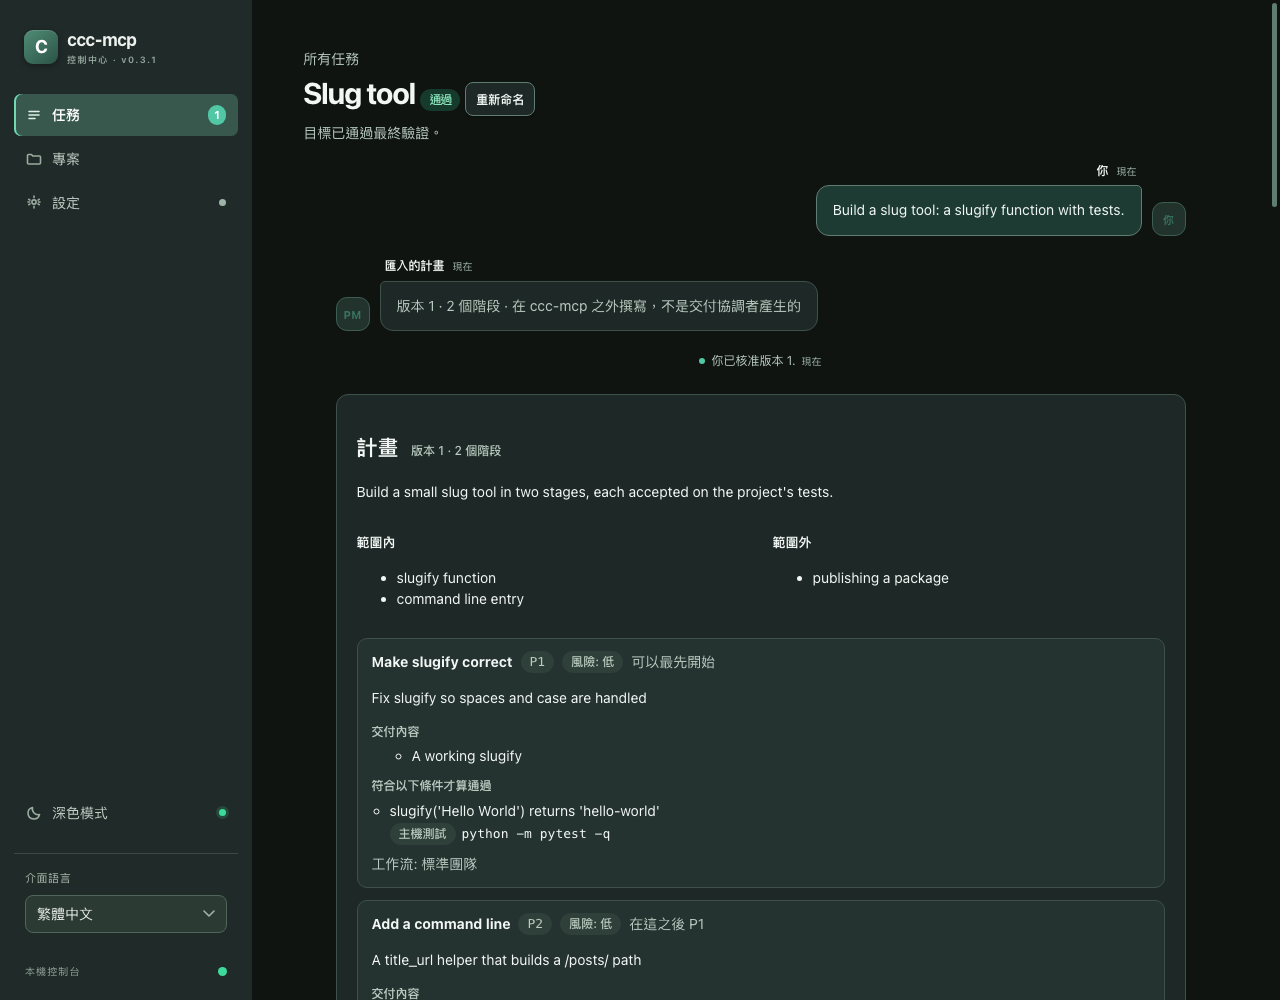 C
ccc-mcp
控制中心 · v0.3.1
任務
1
專案
設定
深色模式
介面語言
繁體中文
本機控制台
所有任務
Slug tool 通過 重新命名
目標已通過最終驗證。
你 現在
Build a slug tool: a slugify function with tests.
你
匯入的計畫 現在
PM
版本 1 · 2 個階段 · 在 ccc-mcp 之外撰寫，不是交付協調者產生的
你已核准版本 1. 現在
計畫 版本 1 · 2 個階段
Build a small slug tool in two stages, each accepted on the project's tests.
範圍內
slugify function
command line entry
範圍外
publishing a package
Make slugify correct P1 風險: 低 可以最先開始
Fix slugify so spaces and case are handled
交付內容
A working slugify
符合以下條件才算通過
slugify('Hello World') returns 'hello-world'
主機測試 python -m pytest -q
工作流: 標準團隊
Add a command line P2 風險: 低 在這之後 P1
A title_url helper that builds a /posts/ path
交付內容